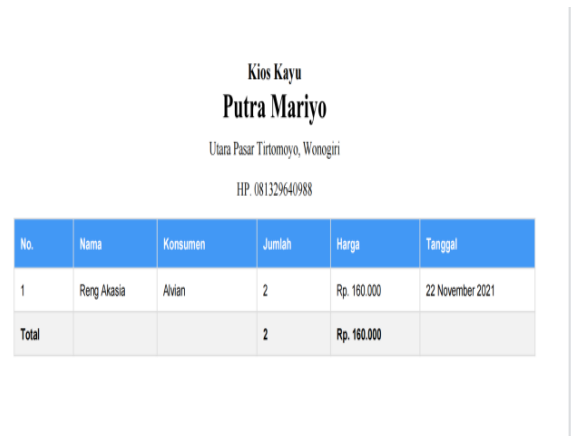 Kios Kayu
Putra Mariyo
Utara Pasar Tirtomoyo, Wonogiri
HP. 081329640988
No. Nama Konsumen Jumlah Harga Tanggal
1 Reng Akasia Alvian 2 Rp. 160.000 22 November 2021
Total 2 Rp. 160.000